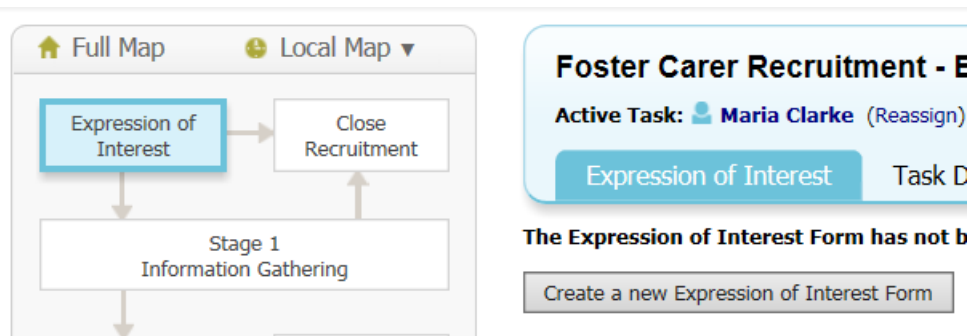 Full Map
Local Map ▼
Expression of
Interest
Close
Recruitment
Stage 1
Information Gathering
Foster Carer Recruitment - E
Active Task: Maria Clarke (Reassign)
Expression of Interest
Task D
The Expression of Interest Form has not b
Create a new Expression of Interest Form